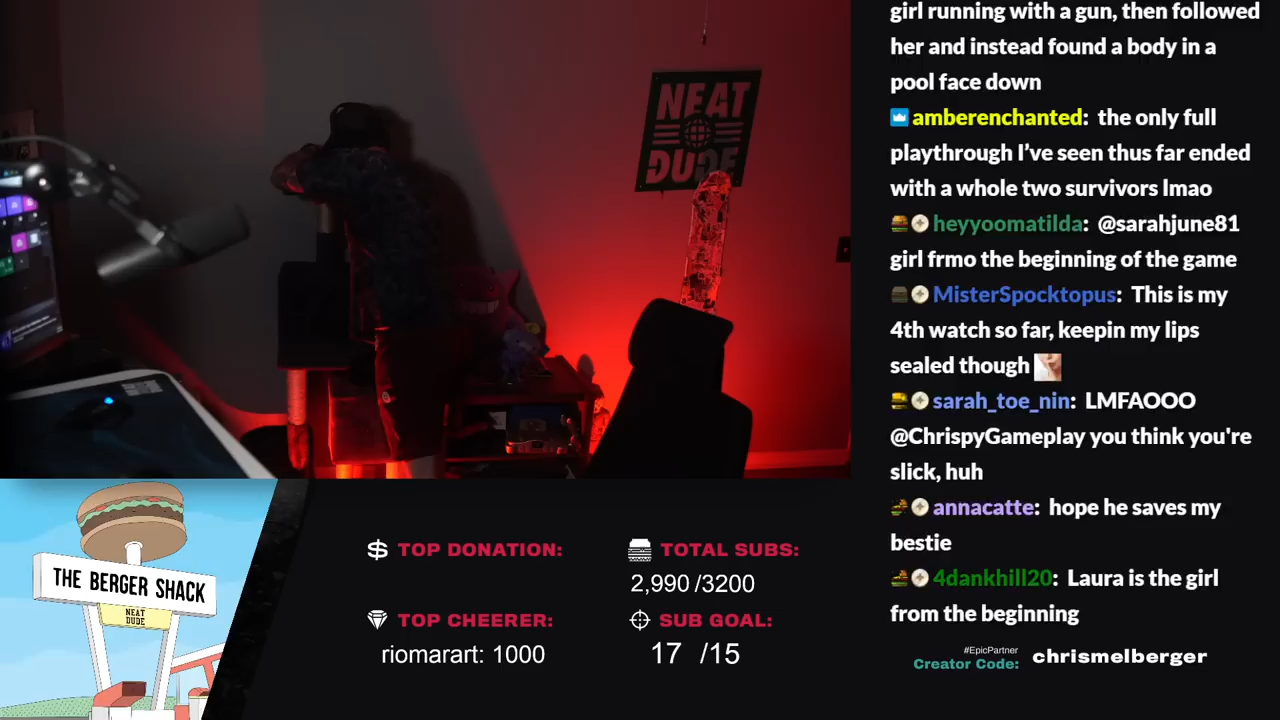 NEAT
DUDE
girl running with a gun, then followed
her and instead found a body in a
pool face down
amberenchanted: the only full
playthrough I've seen thus far ended
with a whole two survivors lmao
heyyoomatilda: @sarahjune81
girl frmo the beginning of the game
MisterSpocktopus: This is my
4th watch so far, keepin my lips
sealed though
sarah_toe_nin: LMFAOOO
@ChrispyGameplay you think you're
slick, huh
annacatte: hope he saves my
bestie
4dankhill20: Laura is the girl
from the beginning
THE BERGER SHACK
NEAT
DUDE
TOP DONATION:
TOTAL SUBS:
2,990 /3200
TOP CHEERER:
riomarart: 1000
SUB GOAL:
17 /15
#EpicPartner
Creator Code: chrismelberger